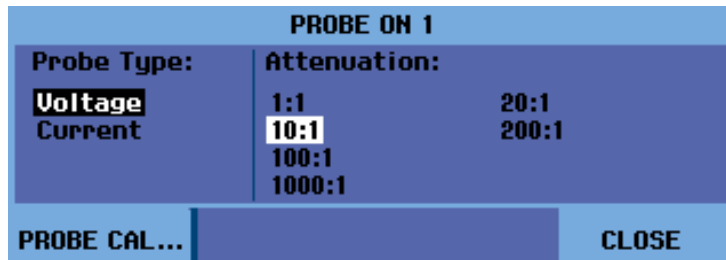 PROBE ON 1
Probe Type:
Voltage
Current
Attenuation:
1:1
10:1
100:1
1000:1
20:1
200:1
PROBE CAL...
CLOSE